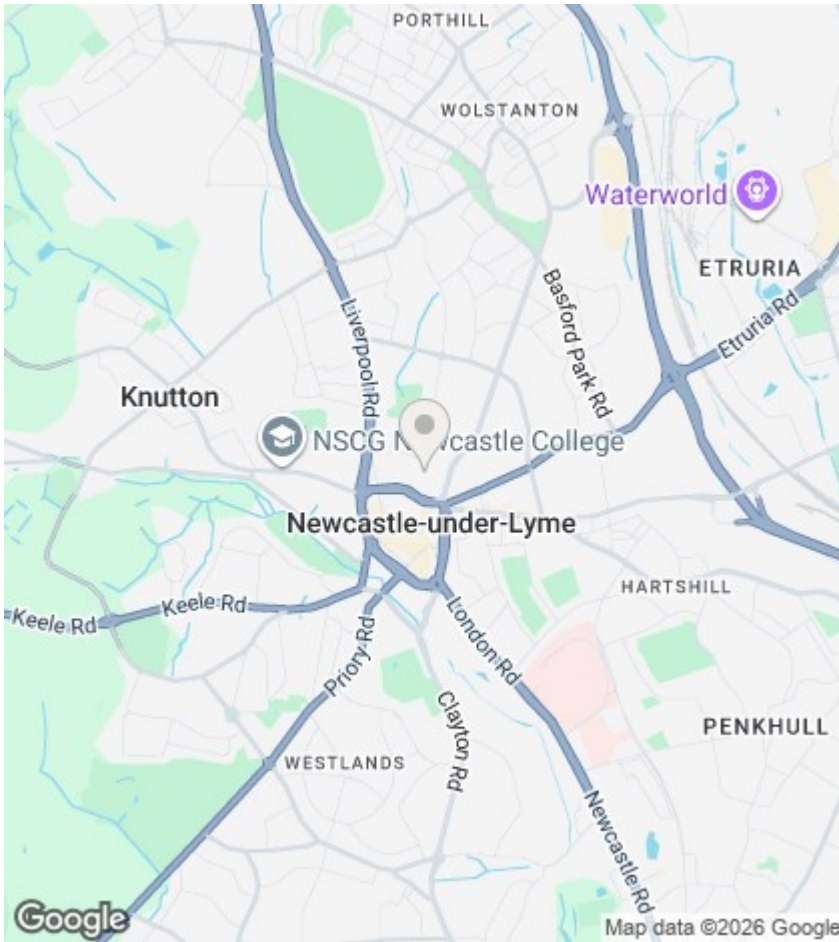 PORTHILL
WOLSTANTON
Waterworld
ETRURIA
Basford Park Rd
Etruria Rd
Liverpool Rd
Knutton
NSCG Newcastle College
Newcastle-under-Lyme
HARTSHILL
Keele Rd
Keele Rd
London Rd
Priory Rd
Clayton Rd
PENKHULL
WESTLANDS
Newcastle Rd
Google
Map data ©2026 Google